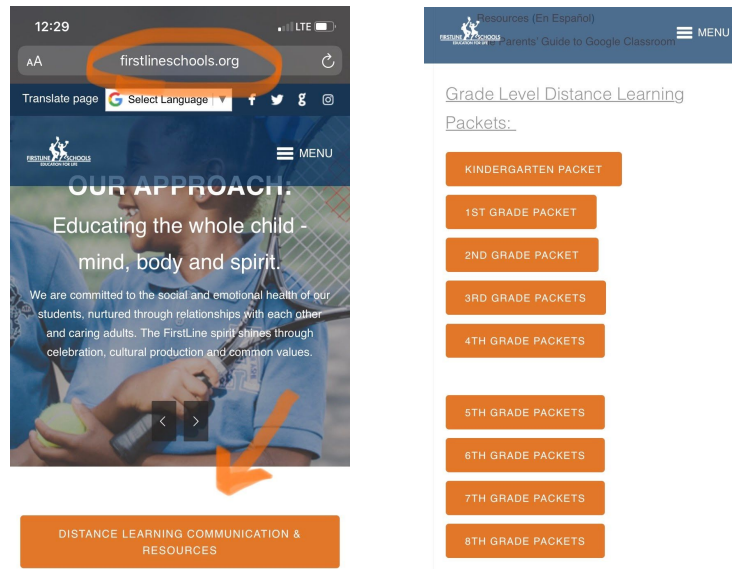 12:29
LTE
AA
firstlineschools.org
Translate page
Select Language
FIRSTLINE SCHOOLS
EDUCATION FOR LIFE
MENU
OUR APPROACH:
Educating the whole child -
mind, body and spirit.
We are committed to the social and emotional health of our
students, nurtured through relationships with each other
and caring adults. The FirstLine spirit shines through
celebration, cultural production and common values.
DISTANCE LEARNING COMMUNICATION &
RESOURCES
Resources (En Español)
FIRSTLINE SCHOOLS
EDUCATION FOR LIFE
Parents' Guide to Google Classroom
MENU
Grade Level Distance Learning
Packets:
KINDERGARTEN PACKET
1ST GRADE PACKET
2ND GRADE PACKET
3RD GRADE PACKETS
4TH GRADE PACKETS
5TH GRADE PACKETS
6TH GRADE PACKETS
7TH GRADE PACKETS
8TH GRADE PACKETS